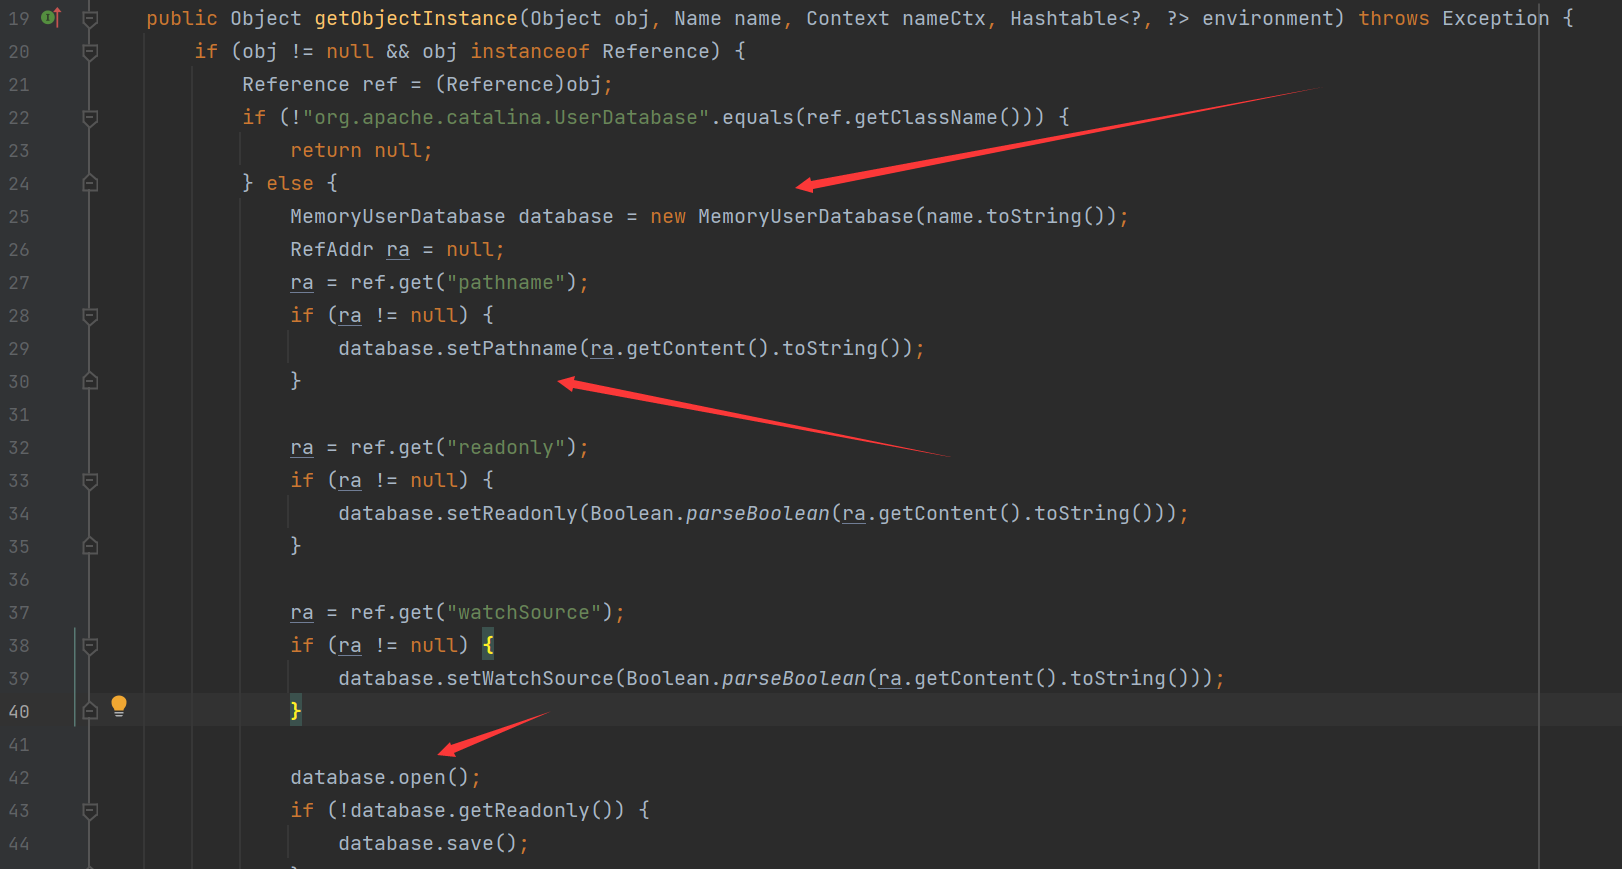 19 public Object getObjectInstance(Object obj, Name name, Context nameCtx, Hashtable<?, ?> environment) throws Exception {
20 if (obj != null && obj instanceof Reference) {
21 Reference ref = (Reference)obj;
22 if (!"org.apache.catalina.UserDatabase".equals(ref.getClassName())) {
23 return null;
24 } else {
25 MemoryUserDatabase database = new MemoryUserDatabase(name.toString());
26 RefAddr ra = null;
27 ra = ref.get("pathname");
28 if (ra != null) {
29 database.setPathname(ra.getContent().toString());
30 }
31
32 ra = ref.get("readonly");
33 if (ra != null) {
34 database.setReadonly(Boolean.parseBoolean(ra.getContent().toString()));
35 }
36
37 ra = ref.get("watchSource");
38 if (ra != null) {
39 database.setWatchSource(Boolean.parseBoolean(ra.getContent().toString()));
40 }
41
42 database.open();
43 if (!database.getReadonly()) {
44 database.save();